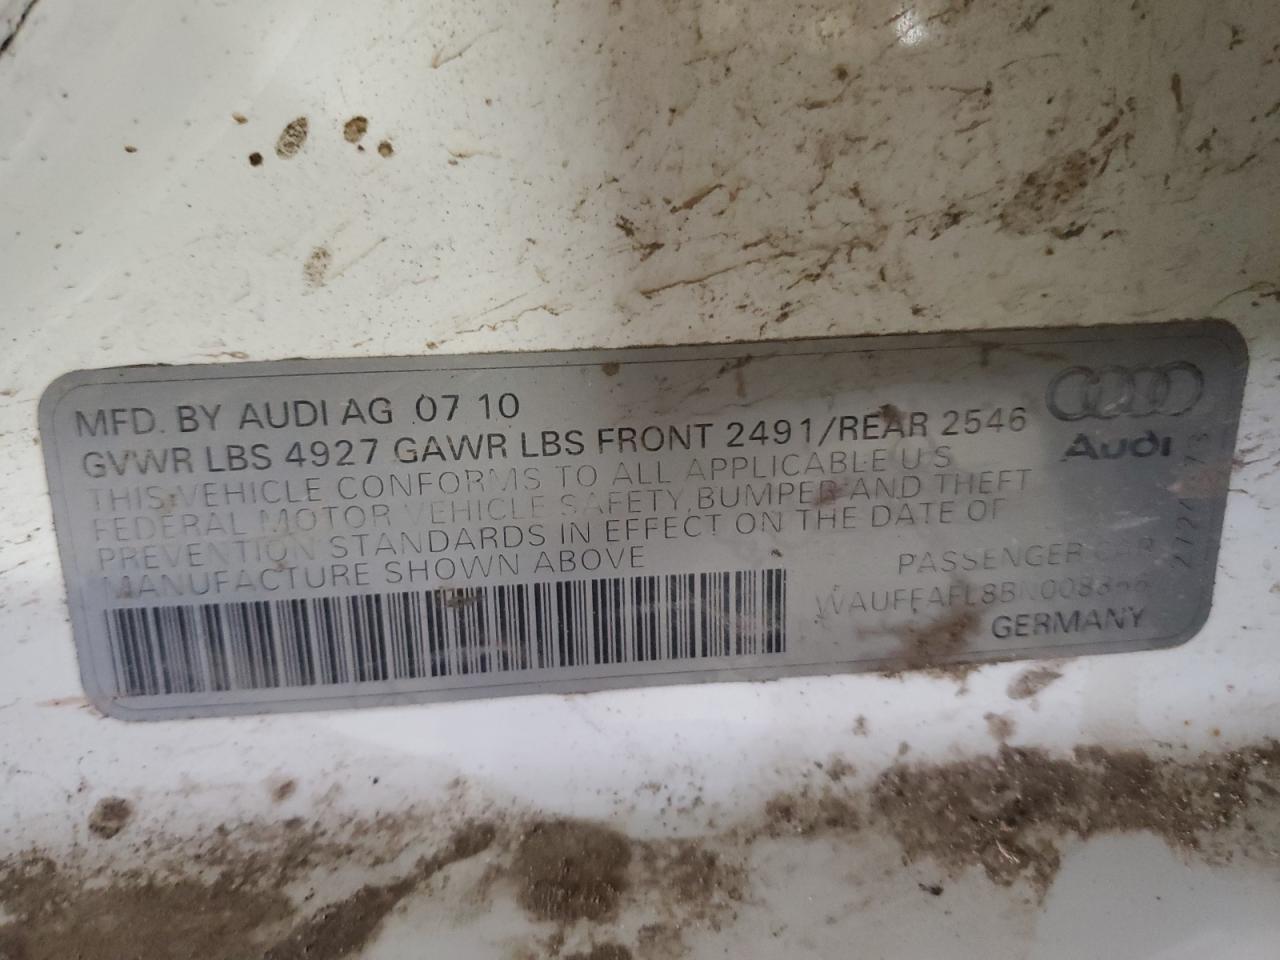 MFD. BY AUDI AG 07 10
GVWR LBS 4927 GAWR LBS FRONT 2491/REAR 2546
Audi
THIS VEHICLE CONFORMS TO ALL APPLICABLE U S
FEDERAL MOTOR VEHICLE SAFETY, BUMPER AND THEFT
PREVENTION STANDARDS IN EFFECT ON THE DATE OF
MANUFACTURE SHOWN ABOVE
PASSENGER CAR
GERMANY